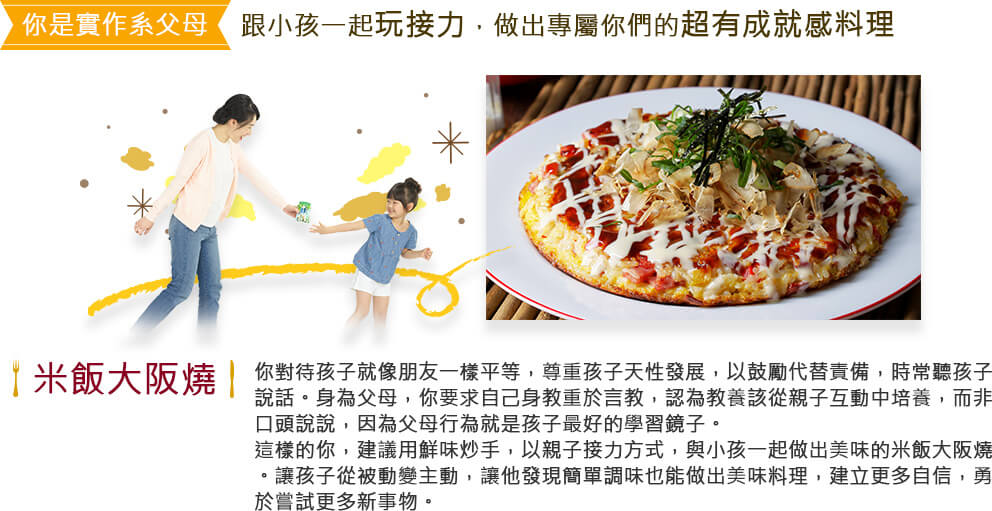 你是實作系父母 跟小孩一起玩接力，做出專屬你們的超有成就感料理
米飯大阪燒
你對待孩子就像朋友一樣平等，尊重孩子天性發展，以鼓勵代替責備，時常聽孩子
說話。身為父母，你要求自己身教重於言教，認為教養該從親子互動中培養，而非
口頭說說，因為父母行為就是孩子最好的學習鏡子。
這樣的你，建議用鮮味炒手，以親子接力方式，與小孩一起做出美味的米飯大阪燒
。讓孩子從被動變主動，讓他發現簡單調味也能做出美味料理，建立更多自信，勇
於嘗試更多新事物。